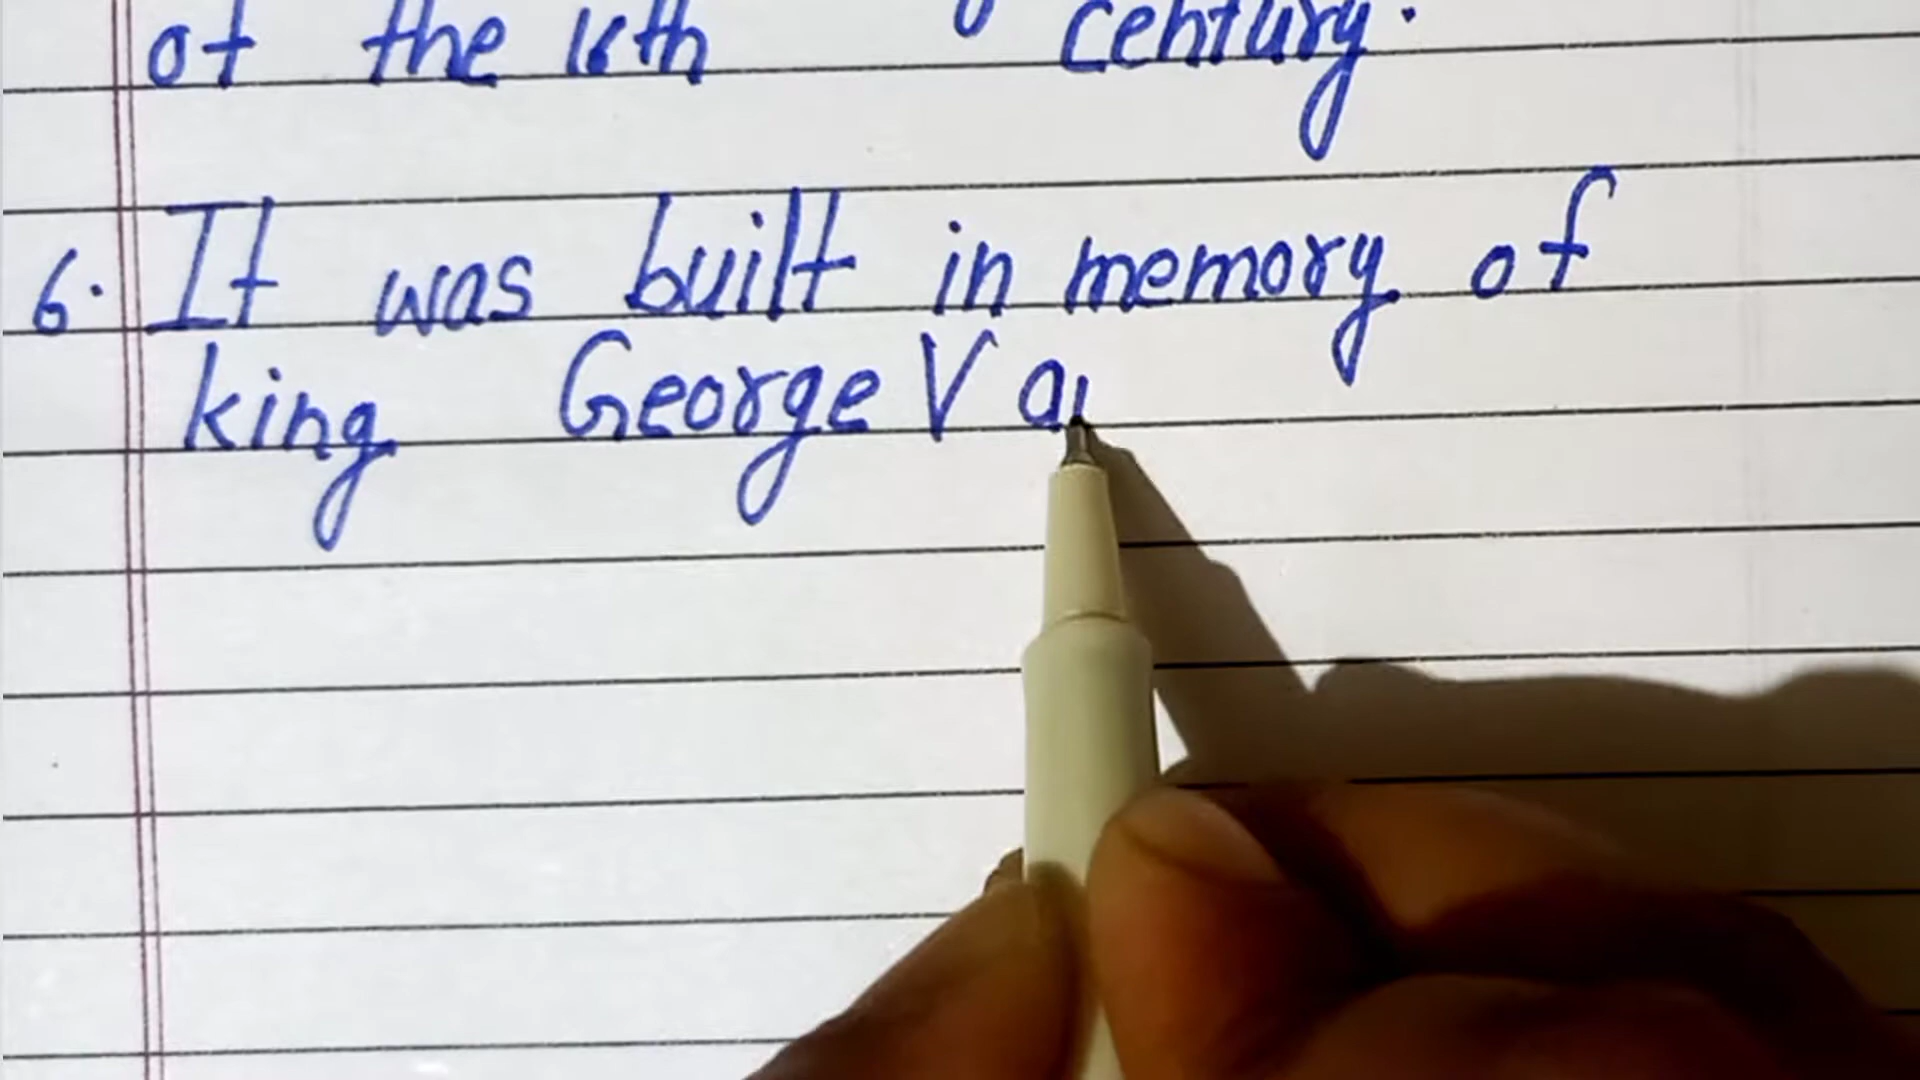 of the 16th century.
6. It was built in memory of
king George V a